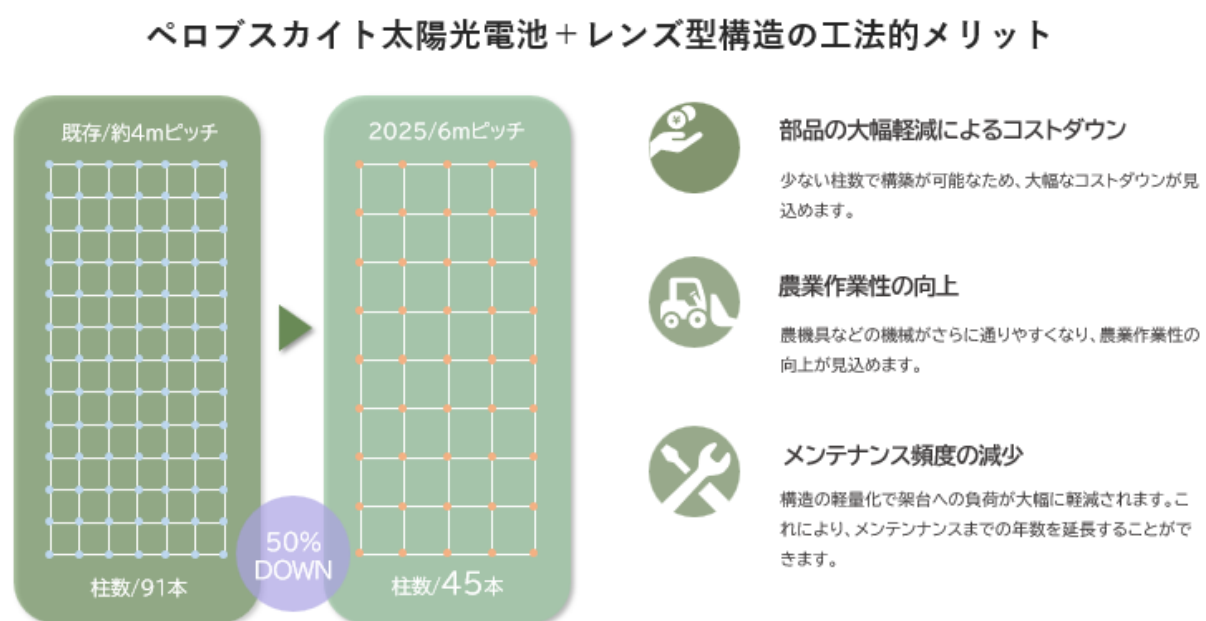 ペロブスカイト太陽光電池＋レンズ型構造の工法的メリット
既存/約4mピッチ
柱数/91本
50%
DOWN
2025/6mピッチ
柱数/45本
部品の大幅軽減によるコストダウン
少ない柱数で構築が可能なため、大幅なコストダウンが見
込めます。
農業作業性の向上
農機具などの機械がさらに通りやすくなり、農業作業性の
向上が見込めます。
メンテナンス頻度の減少
構造の軽量化で架台への負荷が大幅に軽減されます。こ
れにより、メンテンナンスまでの年数を延長することがで
きます。